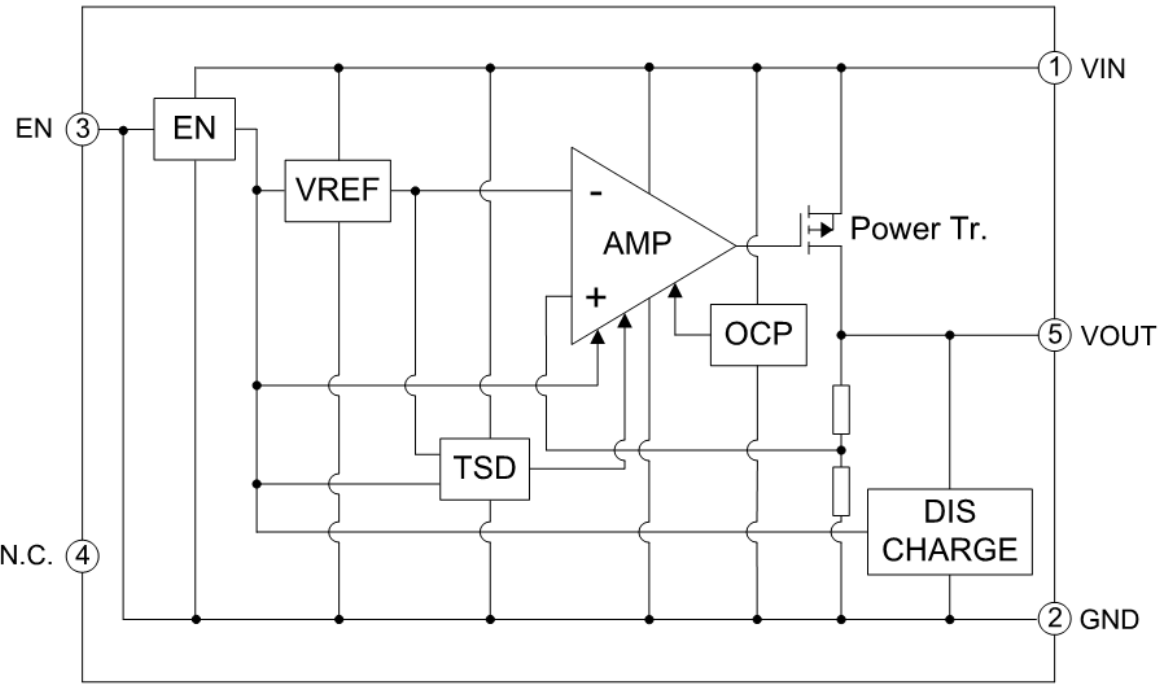 1 VIN
EN 3
EN
VREF
-
AMP
Power Tr.
+
OCP
5 VOUT
TSD
DIS
CHARGE
N.C. 4
2 GND